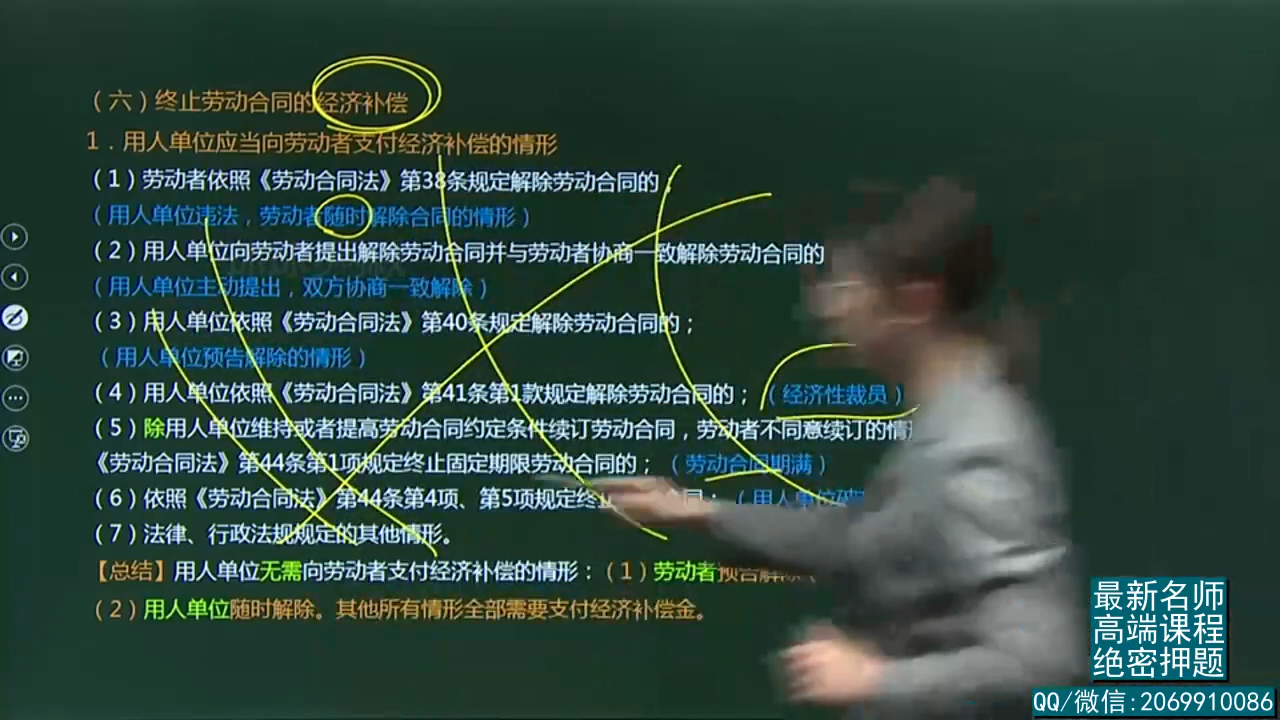 （六）终止劳动合同的经济补偿
1．用人单位应当向劳动者支付经济补偿的情形
（1）劳动者依照《劳动合同法》第38条规定解除劳动合同的；
（用人单位违法，劳动者随时解除合同的情形）
（2）用人单位向劳动者提出解除劳动合同并与劳动者协商一致解除劳动合同的
（用人单位主动提出，双方协商一致解除）
（3）用人单位依照《劳动合同法》第40条规定解除劳动合同的；
（用人单位预告解除的情形）
（4）用人单位依照《劳动合同法》第41条第1款规定解除劳动合同的；（经济性裁员）
（5）除用人单位维持或者提高劳动合同约定条件续订劳动合同，劳动者不同意续订的情
《劳动合同法》第44条第1项规定终止固定期限劳动合同的；（劳动合同期满）
（6）依照《劳动合同法》第44条第4项、第5项规定终止 合同；（用人单位
（7）法律、行政法规规定的其他情形。
【总结】用人单位无需向劳动者支付经济补偿的情形：（1）劳动者预告解除
（2）用人单位随时解除。其他所有情形全部需要支付经济补偿金。
最新名师
高端课程
绝密押题
QQ/微信:2069910086